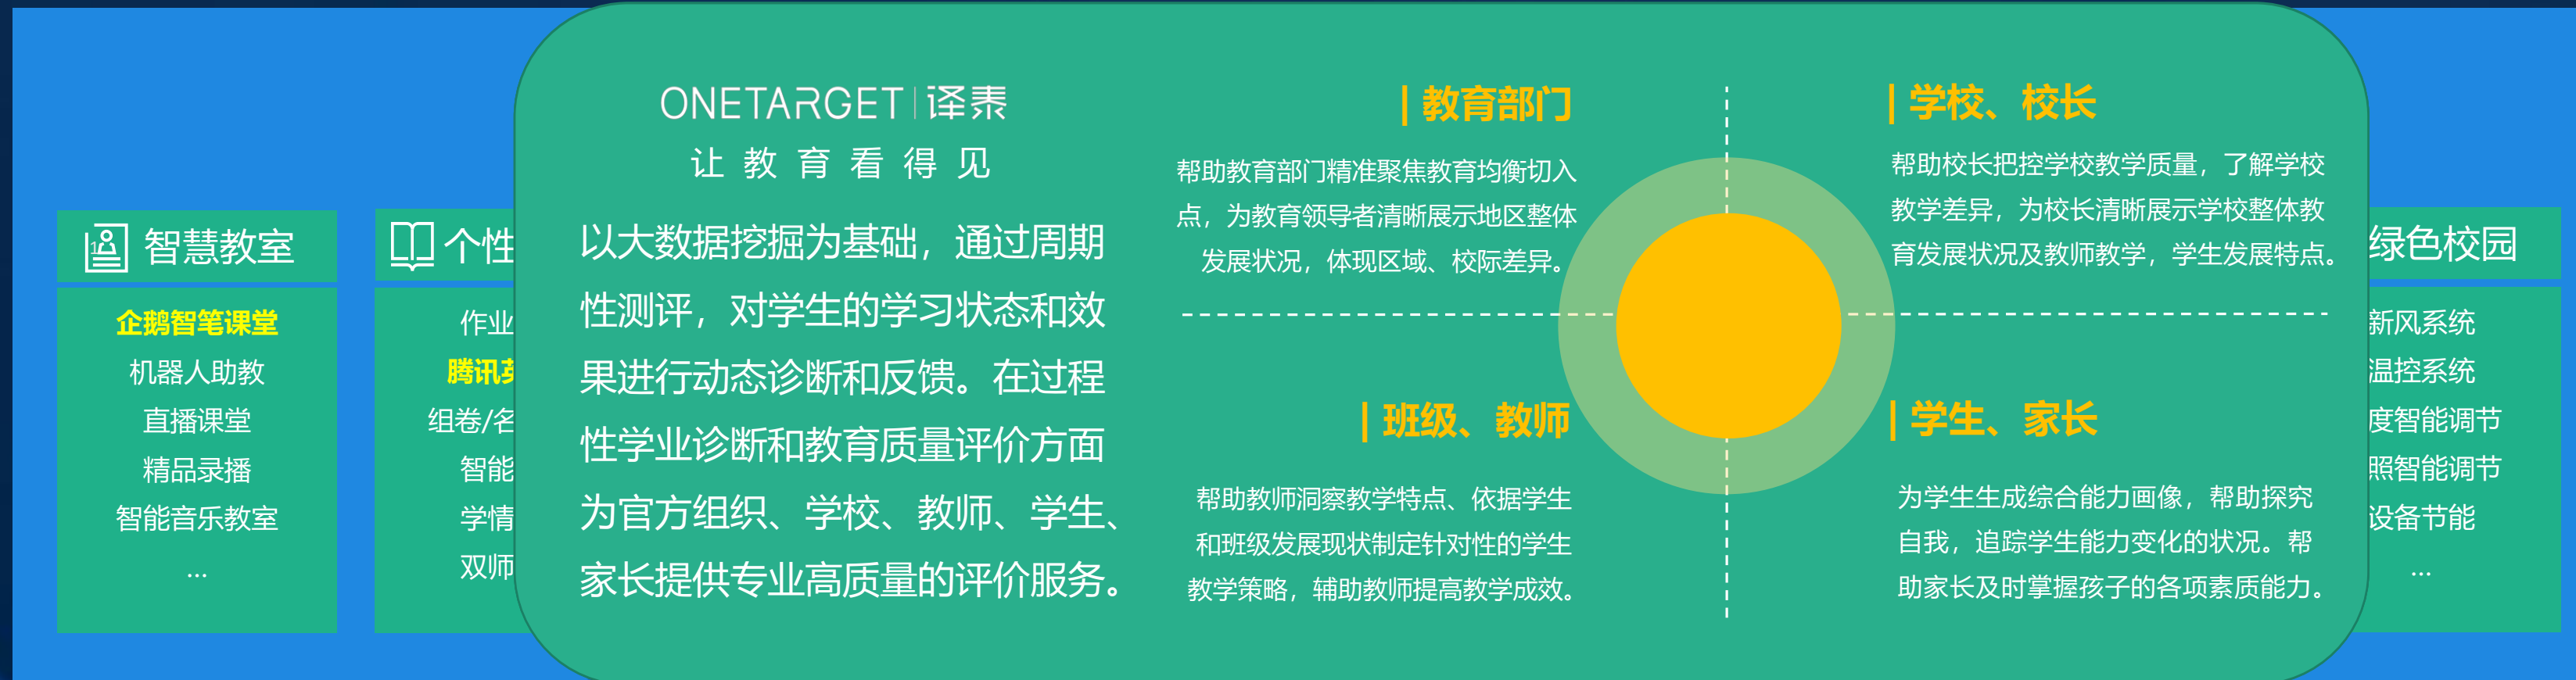 智慧教室
企鹅智笔课堂
机器人助教
直播课堂
精品录播
智能音乐教室
...
个性
作业
腾讯英
组卷/名
智能
学情
双师
ONETARGET|译泰
让教育看得见
以大数据挖掘为基础，通过周期
性测评，对学生的学习状态和效
果进行动态诊断和反馈。在过程
性学业诊断和教育质量评价方面
为官方组织、学校、教师、学生、
家长提供专业高质量的评价服务。
| 教育部门
帮助教育部门精准聚焦教育均衡切入
点，为教育领导者清晰展示地区整体
发展状况，体现区域、校际差异。
| 学校、校长
帮助校长把控学校教学质量，了解学校
教学差异，为校长清晰展示学校整体教
育发展状况及教师教学，学生发展特点。
| 班级、教师
帮助教师洞察教学特点、依据学生
和班级发展现状制定针对性的学生
教学策略，辅助教师提高教学成效。
| 学生、家长
为学生生成综合能力画像，帮助探究
自我，追踪学生能力变化的状况。帮
助家长及时掌握孩子的各项素质能力。
绿色校园
新风系统
温控系统
度智能调节
照智能调节
设备节能
...